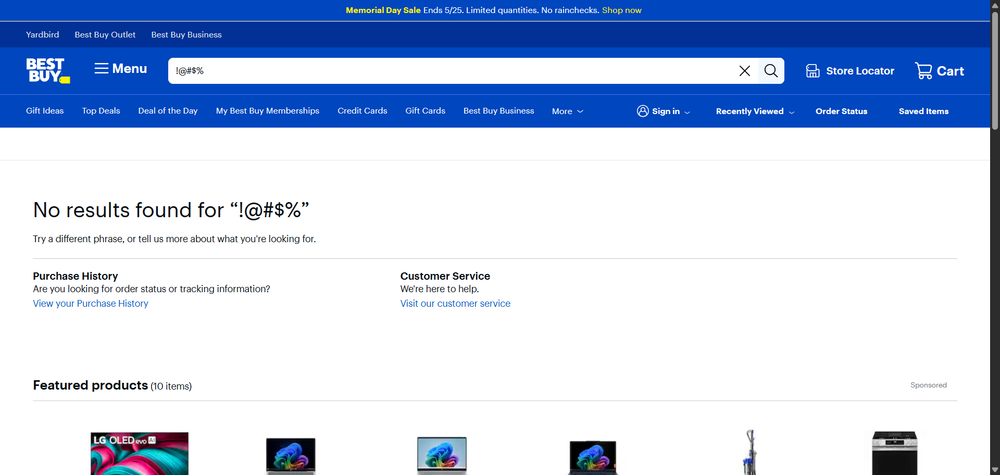 Memorial Day Sale Ends 5/25. Limited quantities. No rainchecks. Shop now
Yardbird Best Buy Outlet Best Buy Business
BEST
BUY
Menu
!@#$%
Store Locator
Cart
Gift Ideas Top Deals Deal of the Day My Best Buy Memberships Credit Cards Gift Cards Best Buy Business More Sign in Recently Viewed Order Status Saved Items
No results found for “!@#$%”
Try a different phrase, or tell us more about what you're looking for.
Purchase History
Are you looking for order status or tracking information?
View your Purchase History
Customer Service
We're here to help.
Visit our customer service
Featured products (10 items)
Sponsored
LG OLED evo AI